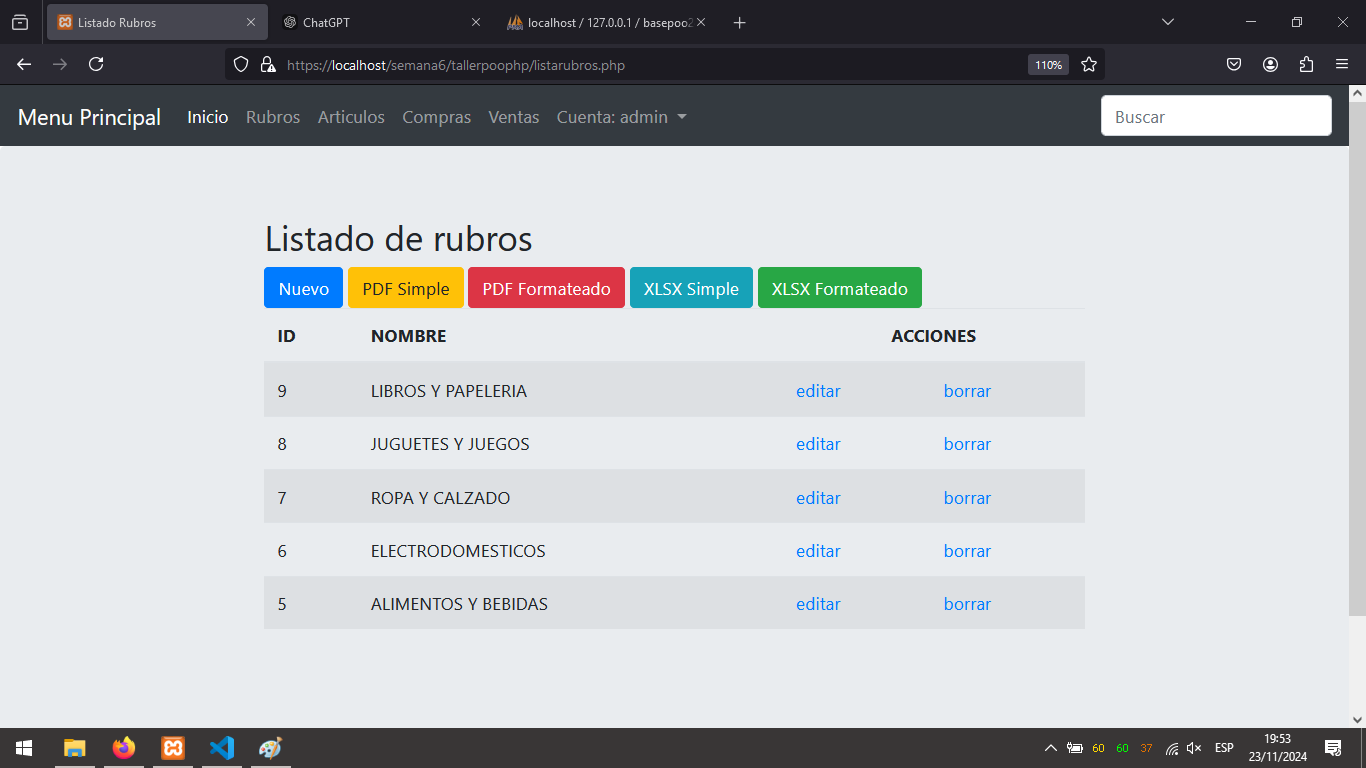 Listado Rubros
ChatGPT
localhost / 127.0.0.1 / basepoo2
https://localhost/semana6/tallerpoophp/listarubros.php
110%
Menu Principal Inicio Rubros Articulos Compras Ventas Cuenta: admin
Buscar
Listado de rubros
Nuevo PDF Simple PDF Formateado XLSX Simple XLSX Formateado
ID NOMBRE ACCIONES
9 LIBROS Y PAPELERIA editar borrar
8 JUGUETES Y JUEGOS editar borrar
7 ROPA Y CALZADO editar borrar
6 ELECTRODOMESTICOS editar borrar
5 ALIMENTOS Y BEBIDAS editar borrar
60 60 37 ESP
19:53
23/11/2024